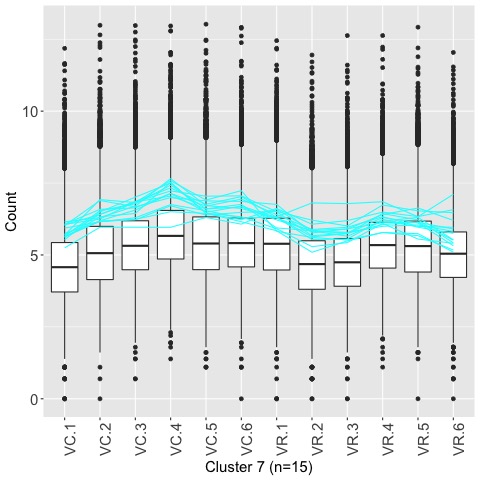 Count
10
5
0
VC.1
VC.2
VC.3
VC.4
VC.5
VC.6
VR.1
VR.2
VR.3
VR.4
VR.5
VR.6
Cluster 7 (n=15)